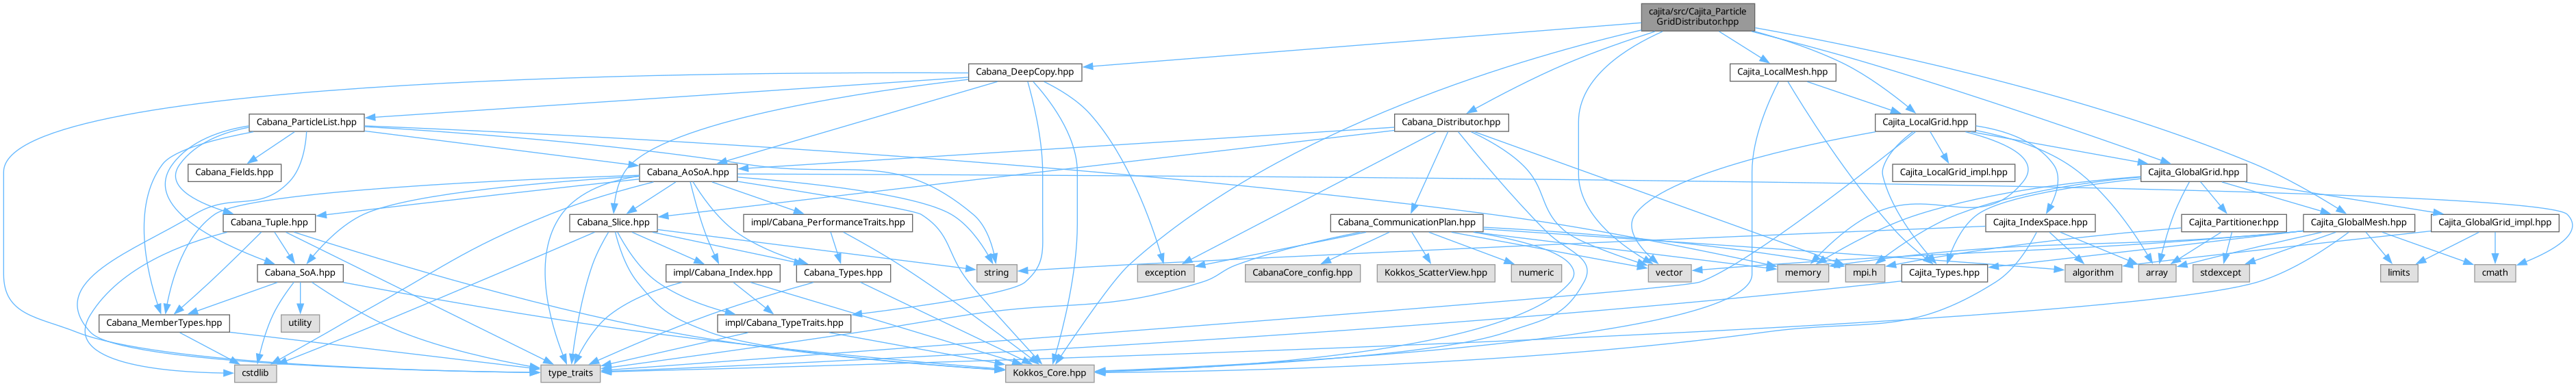 cajita/src/Cajita_Particle
GridDistributor.hpp
Cabana_DeepCopy.hpp
Cajita_LocalMesh.hpp
Cabana_ParticleList.hpp
Cabana_Distributor.hpp
Cajita_LocalGrid.hpp
Cabana_Fields.hpp
Cabana_AoSoA.hpp
Cajita_LocalGrid_impl.hpp
Cajita_GlobalGrid.hpp
Cabana_Tuple.hpp
Cabana_Slice.hpp
impl/Cabana_PerformanceTraits.hpp
Cabana_CommunicationPlan.hpp
Cajita_IndexSpace.hpp
Cajita_Partitioner.hpp
Cajita_GlobalMesh.hpp
Cajita_GlobalGrid_impl.hpp
Cabana_SoA.hpp
impl/Cabana_Index.hpp
Cabana_Types.hpp
string
exception
CabanaCore_config.hpp
Kokkos_ScatterView.hpp
numeric
vector
memory
mpi.h
Cajita_Types.hpp
algorithm
array
stdexcept
limits
cmath
Cabana_MemberTypes.hpp
utility
impl/Cabana_TypeTraits.hpp
cstdlib
type_traits
Kokkos_Core.hpp